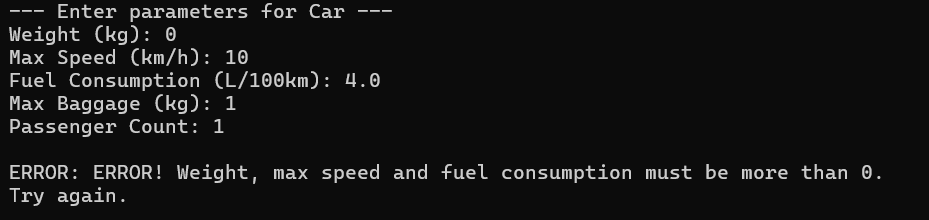 --- Enter parameters for Car ---
Weight (kg): 0
Max Speed (km/h): 10
Fuel Consumption (L/100km): 4.0
Max Baggage (kg): 1
Passenger Count: 1
ERROR: ERROR! Weight, max speed and fuel consumption must be more than 0.
Try again.